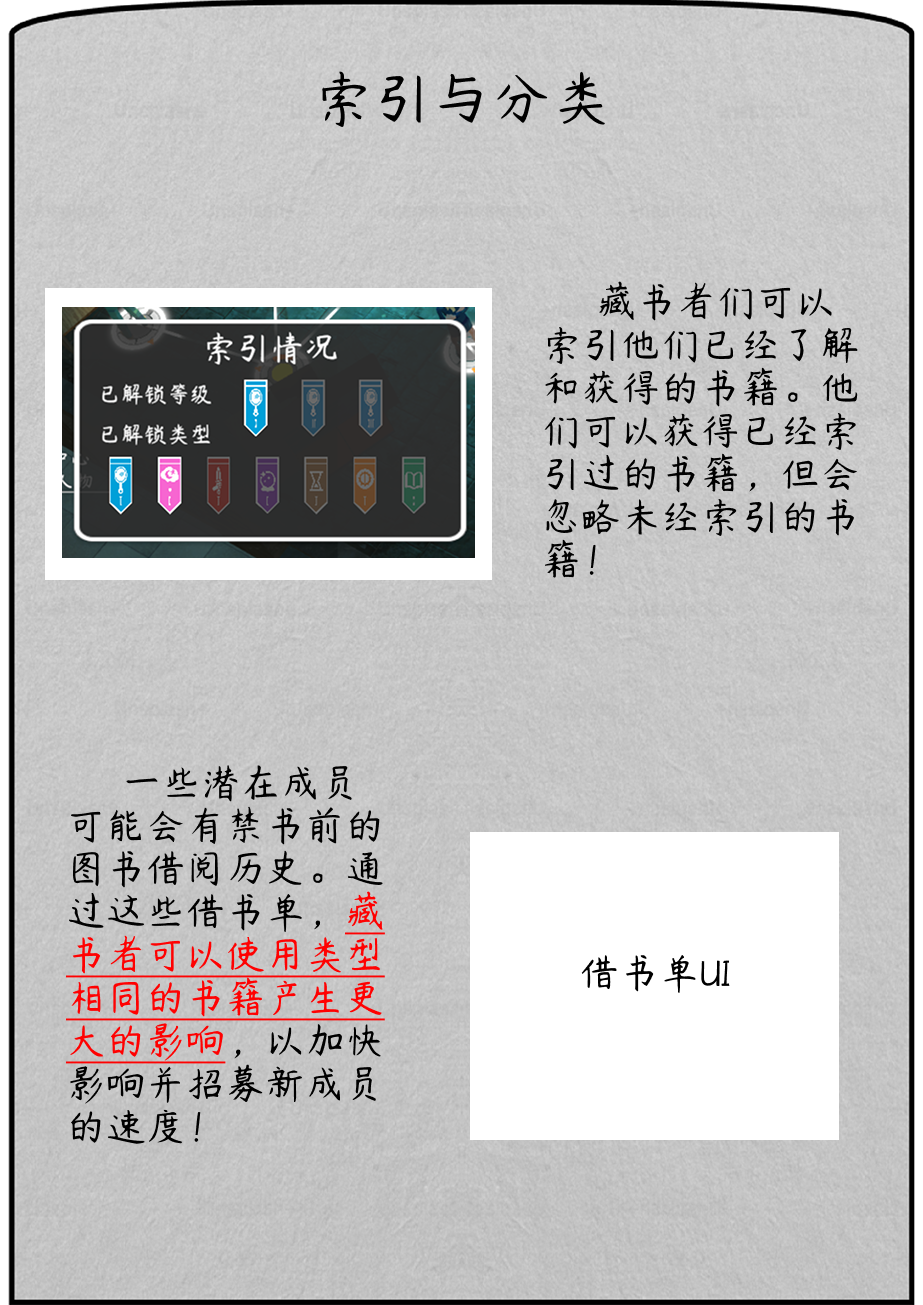 索引与分类
索引情况
已解锁等级
已解锁类型
藏书者们可以
索引他们已经了解
和获得的书籍。他
们可以获得已经索
引过的书籍，但会
忽略未经索引的书
籍！
一些潜在成员
可能会有禁书前的
图书借阅历史。通
过这些借书单，藏
书者可以使用类型
相同的书籍产生更
大的影响，以加快
影响并招募新成员
的速度！
借书单UI